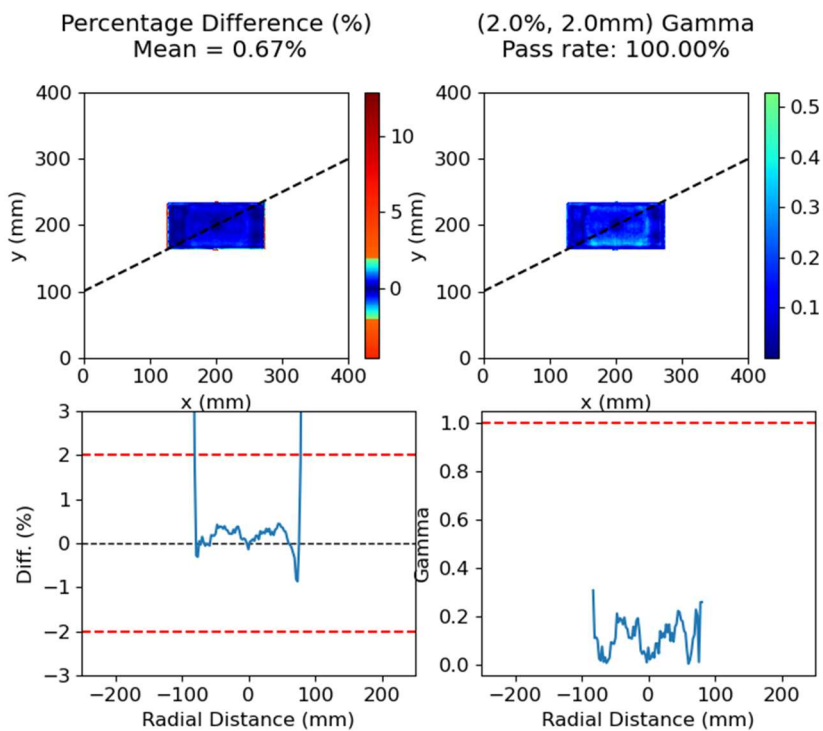 Percentage Difference (%)
Mean = 0.67%
(2.0%, 2.0mm) Gamma
Pass rate: 100.00%
400
300
200
100
0
y (mm)
0 100 200 300 400
x (mm)
10
5
0
400
300
200
100
0
y (mm)
0 100 200 300 400
x (mm)
0.5
0.4
0.3
0.2
0.1
3
2
1
0
−1
−2
−3
Diff. (%)
−200 −100 0 100 200
Radial Distance (mm)
1.0
0.8
0.6
0.4
0.2
0.0
Gamma
−200 −100 0 100 200
Radial Distance (mm)